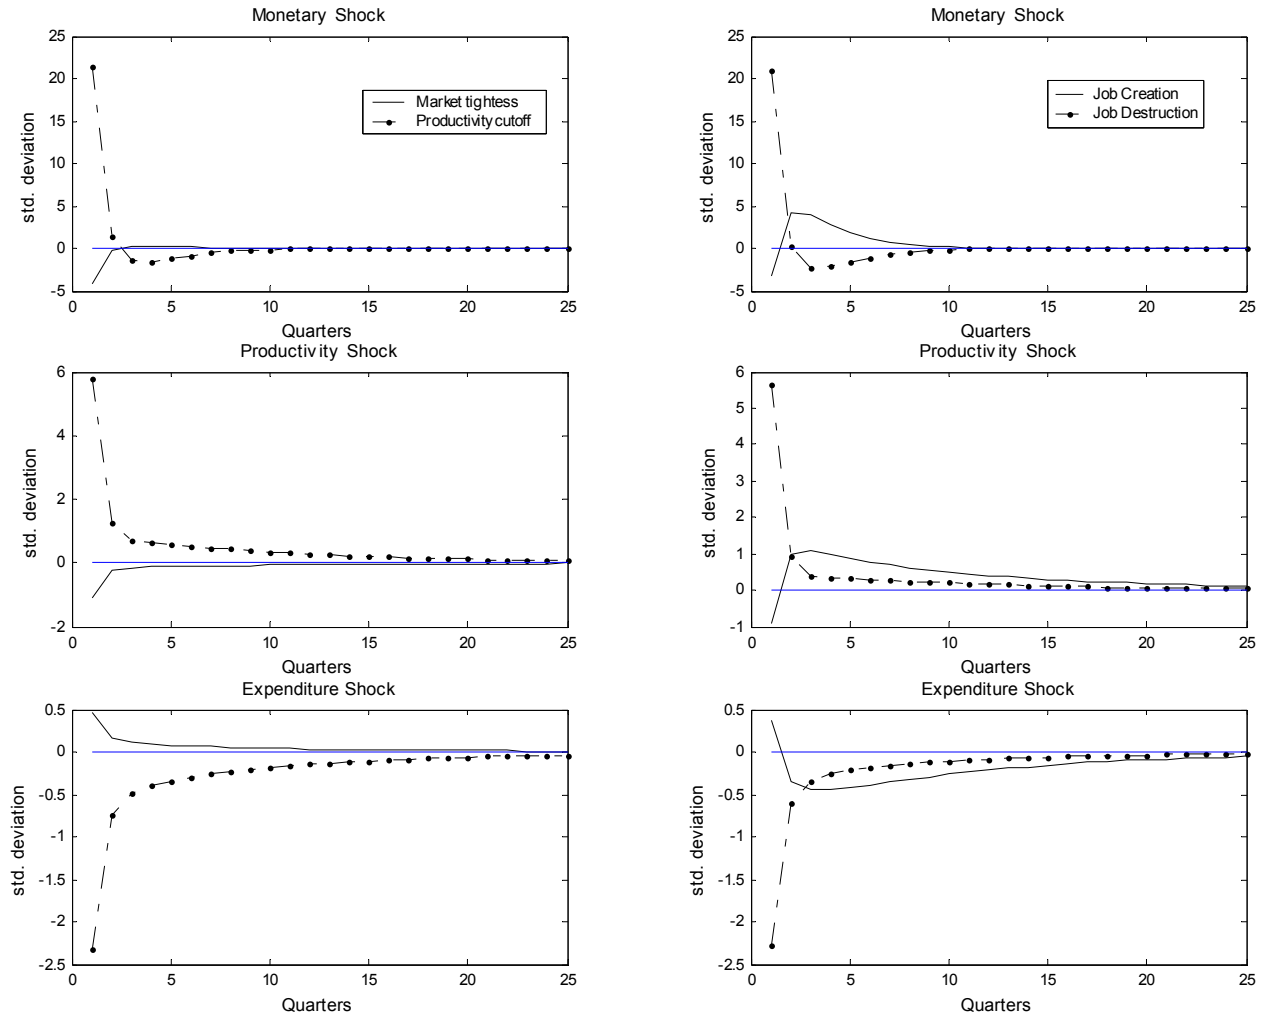 Monetary Shock
25
20
15
10
5
0
-5
std. deviation
Market tightess
Productivity cutoff
0 5 10 15 20 25
Quarters
Monetary Shock
25
20
15
10
5
0
-5
std. deviation
Job Creation
Job Destruction
0 5 10 15 20 25
Quarters
Productivity Shock
6
4
2
0
-2
std. deviation
0 5 10 15 20 25
Quarters
Productivity Shock
6
5
4
3
2
1
0
-1
std. deviation
0 5 10 15 20 25
Quarters
Expenditure Shock
0.5
0
-0.5
-1
-1.5
-2
-2.5
std. deviation
0 5 10 15 20 25
Quarters
Expenditure Shock
0.5
0
-0.5
-1
-1.5
-2
-2.5
std. deviation
0 5 10 15 20 25
Quarters